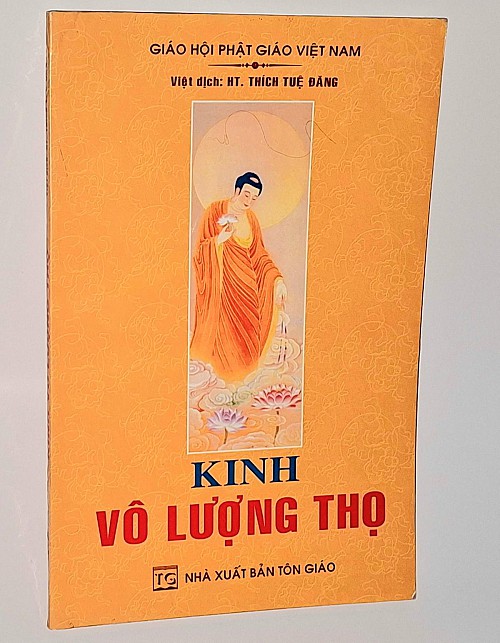 GIÁO HỘI PHẬT GIÁO VIỆT NAM
Việt dịch: HT. THÍCH TUỆ ĐĂNG
KINH
VÔ LƯỢNG THỌ
TG NHÀ XUẤT BẢN TÔN GIÁO